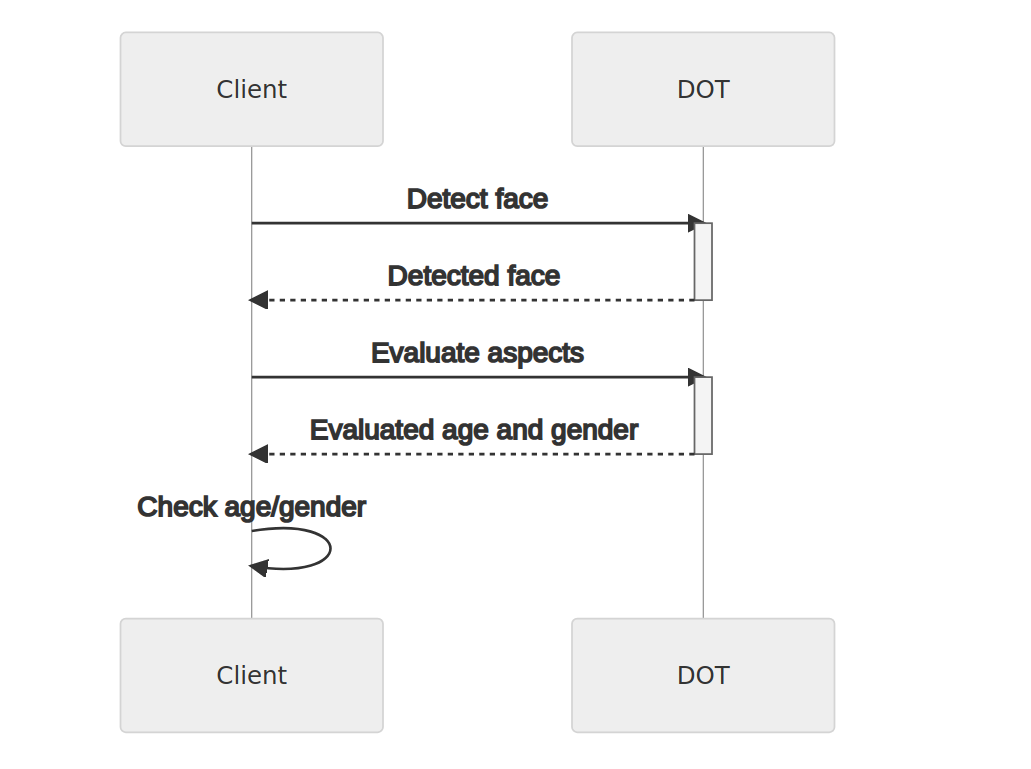 Client
DOT
Detect face
Detected face
Evaluate aspects
Evaluated age and gender
Check age/gender
Client
DOT